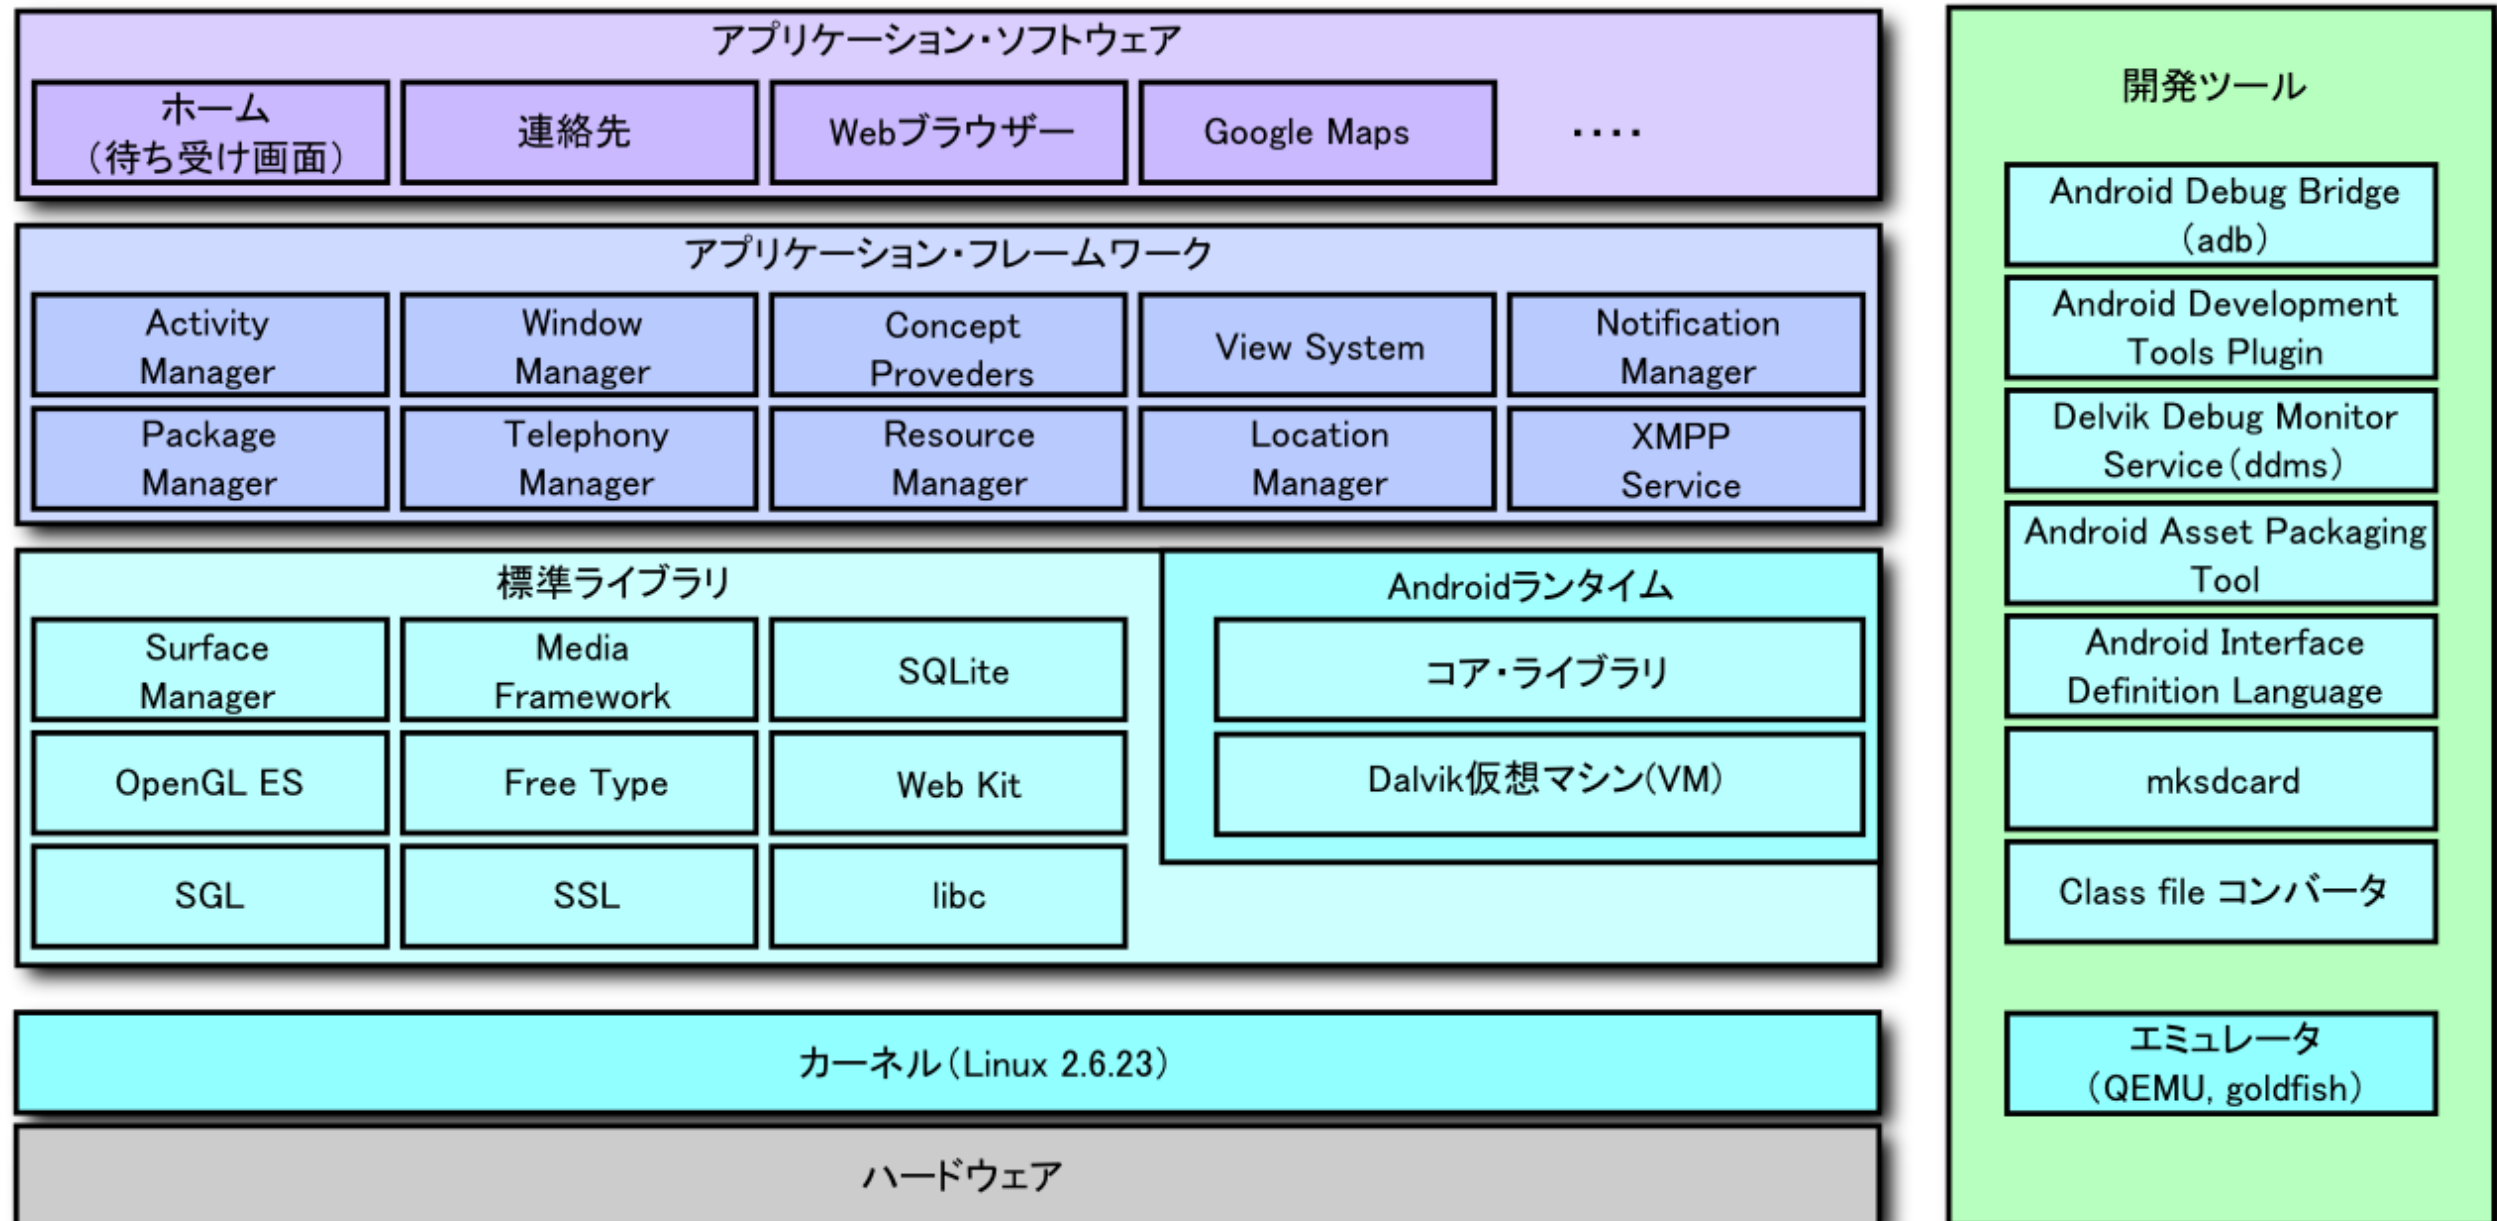 アプリケーション・ソフトウェア
ホーム
（待ち受け画面）
連絡先
Webブラウザー
Google Maps
････
アプリケーション・フレームワーク
Activity
Manager
Window
Manager
Concept
Proveders
View System
Notification
Manager
Package
Manager
Telephony
Manager
Resource
Manager
Location
Manager
XMPP
Service
標準ライブラリ
Surface
Manager
Media
Framework
SQLite
OpenGL ES
Free Type
Web Kit
SGL
SSL
libc
Androidランタイム
コア・ライブラリ
Dalvik仮想マシン(VM)
カーネル（Linux 2.6.23）
ハードウェア
開発ツール
Android Debug Bridge
（adb）
Android Development
Tools Plugin
Delvik Debug Monitor
Service（ddms）
Android Asset Packaging
Tool
Android Interface
Definition Language
mksdcard
Class file コンバータ
エミュレータ
（QEMU, goldfish）